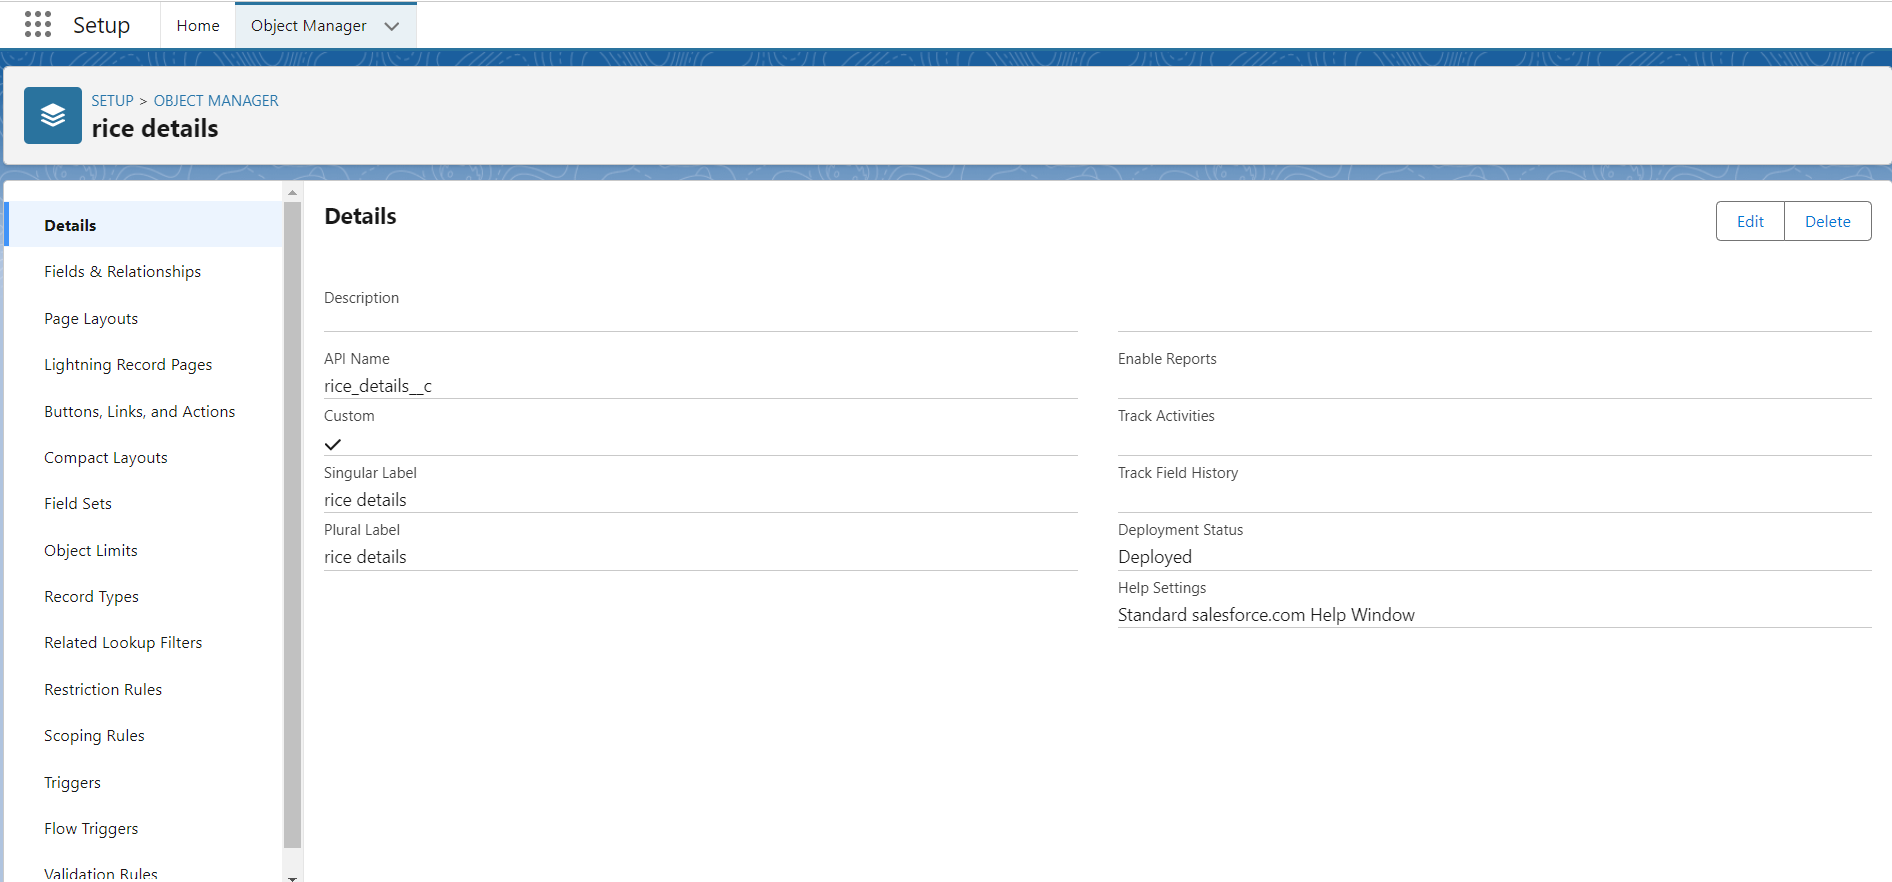 Setup
Home
Object Manager
SETUP > OBJECT MANAGER
rice details
Details
Fields & Relationships
Page Layouts
Lightning Record Pages
Buttons, Links, and Actions
Compact Layouts
Field Sets
Object Limits
Record Types
Related Lookup Filters
Restriction Rules
Scoping Rules
Triggers
Flow Triggers
Validation Rules
Details
Edit
Delete
Description
API Name
rice_details__c
Custom
Singular Label
rice details
Plural Label
rice details
Enable Reports
Track Activities
Track Field History
Deployment Status
Deployed
Help Settings
Standard salesforce.com Help Window